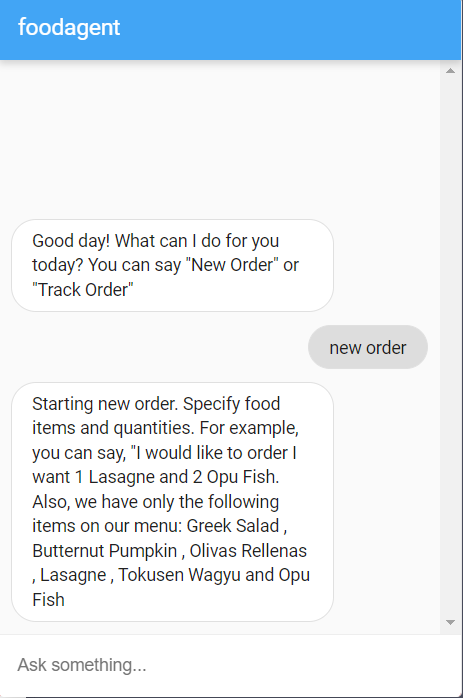 foodagent
Good day! What can I do for you
today? You can say "New Order" or
"Track Order"
new order
Starting new order. Specify food
items and quantities. For example,
you can say, "I would like to order I
want 1 Lasagne and 2 Opu Fish.
Also, we have only the following
items on our menu: Greek Salad ,
Butternut Pumpkin , Olivas Rellenas
, Lasagne , Tokusen Wagyu and Opu
Fish
Ask something...